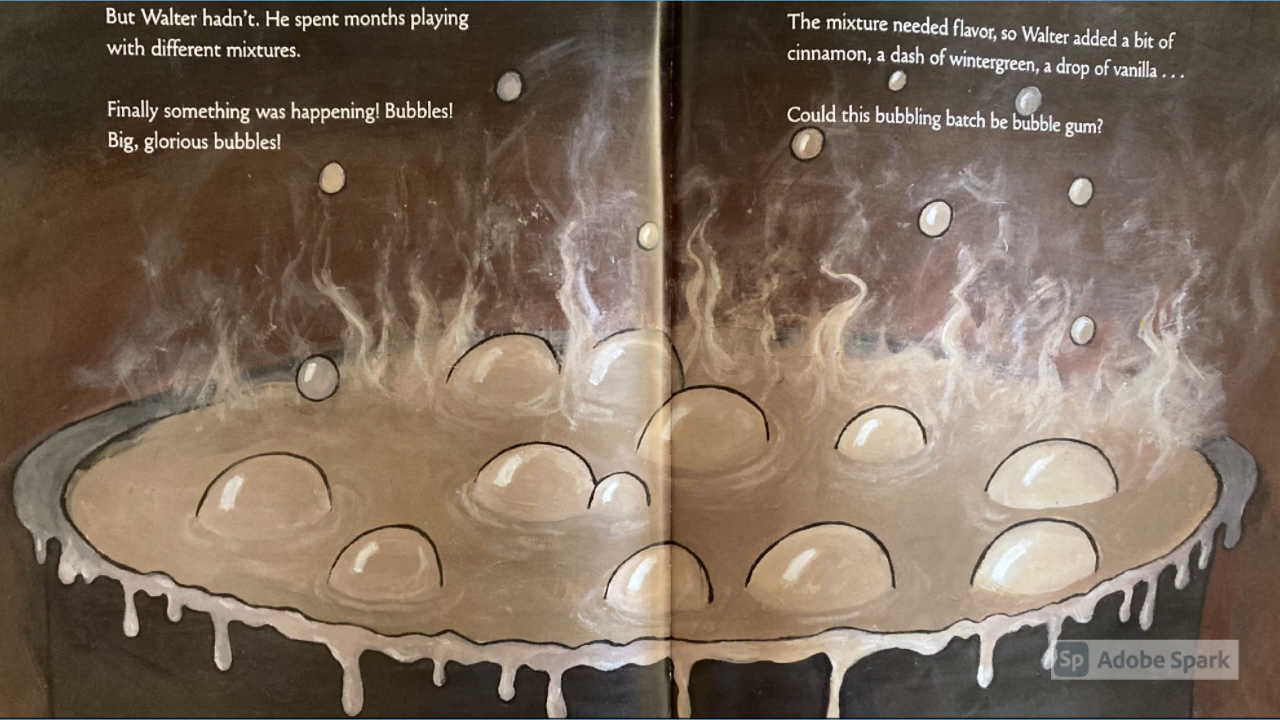 But Walter hadn't. He spent months playing
with different mixtures.
Finally something was happening! Bubbles!
Big, glorious bubbles!
The mixture needed flavor, so Walter added a bit of
cinnamon, a dash of wintergreen, a drop of vanilla . . .
Could this bubbling batch be bubble gum?
Sp Adobe Spark